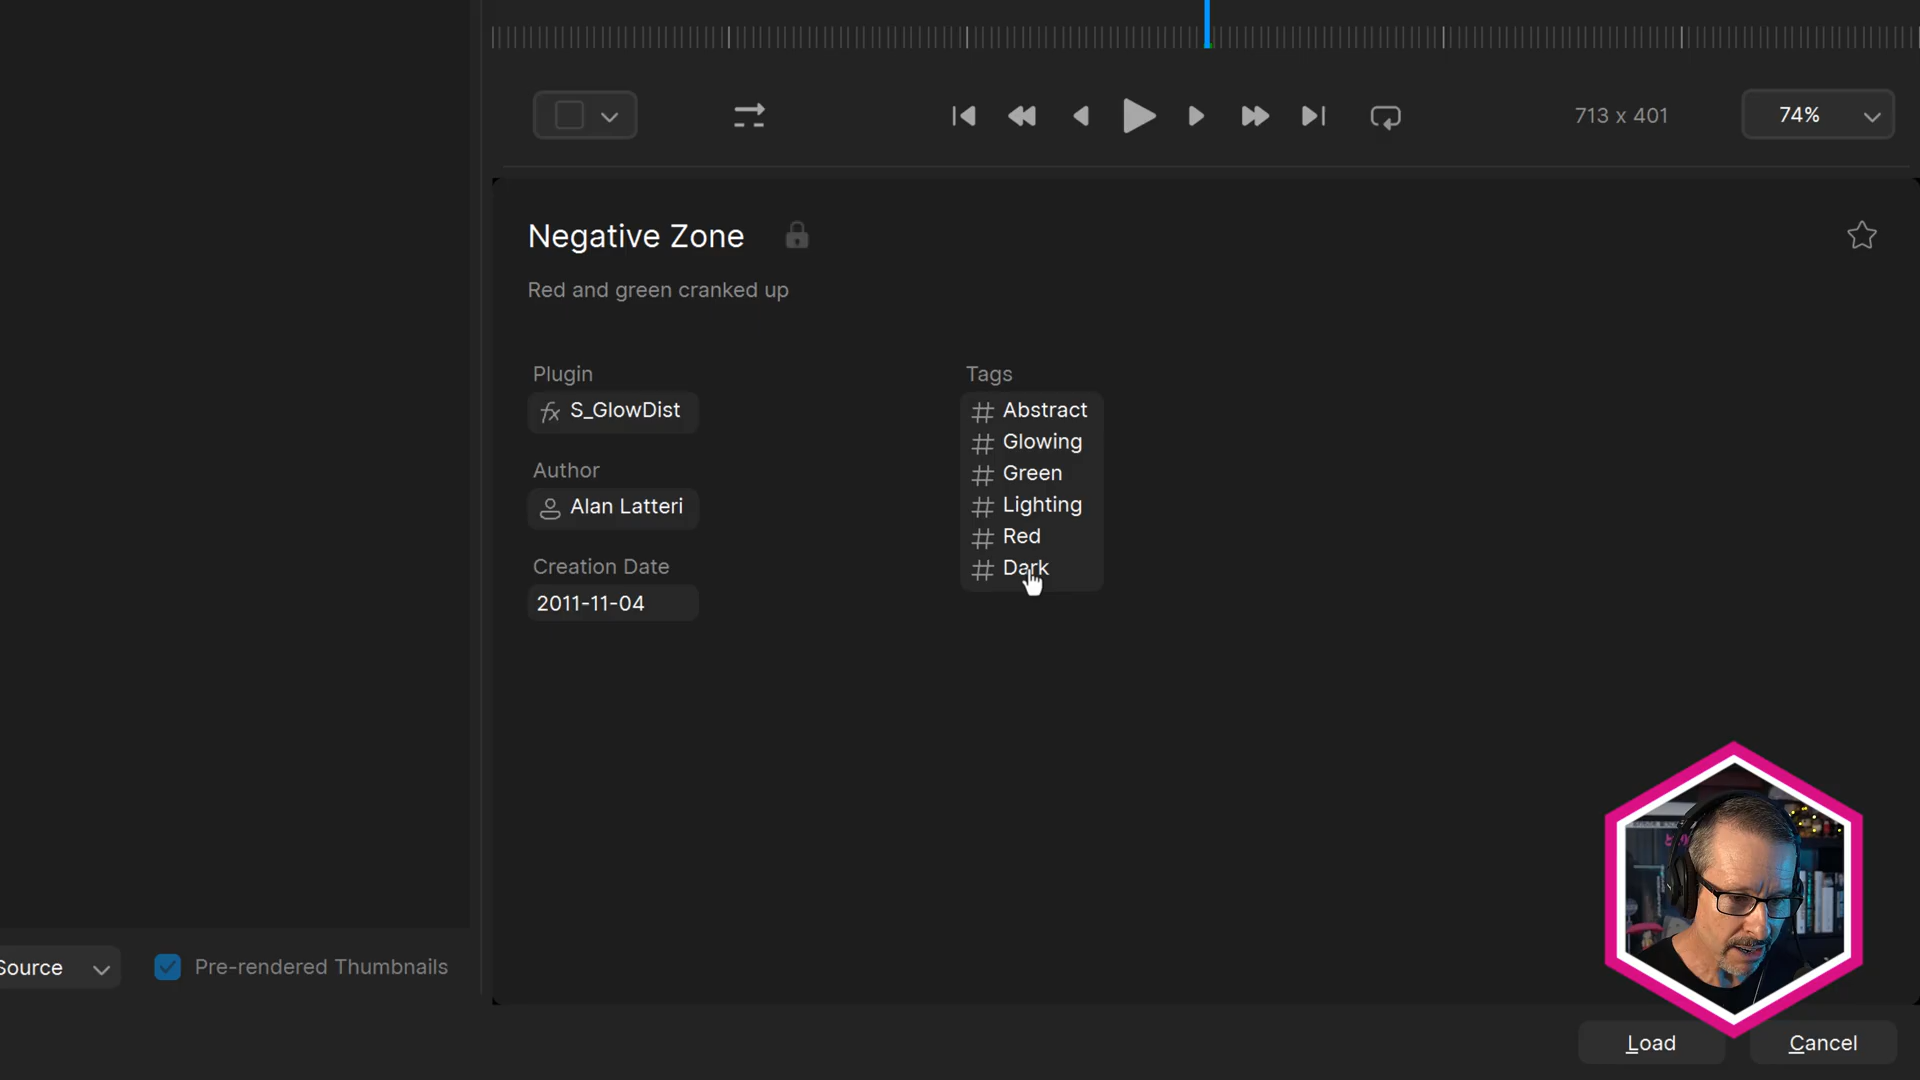 713 x 401
74%
Negative Zone
Red and green cranked up
Plugin
S_GlowDist
Author
Alan Latteri
Creation Date
2011-11-04
Tags
# Abstract
# Glowing
# Green
# Lighting
# Red
# Dark
Source
Pre-rendered Thumbnails
Load
Cancel